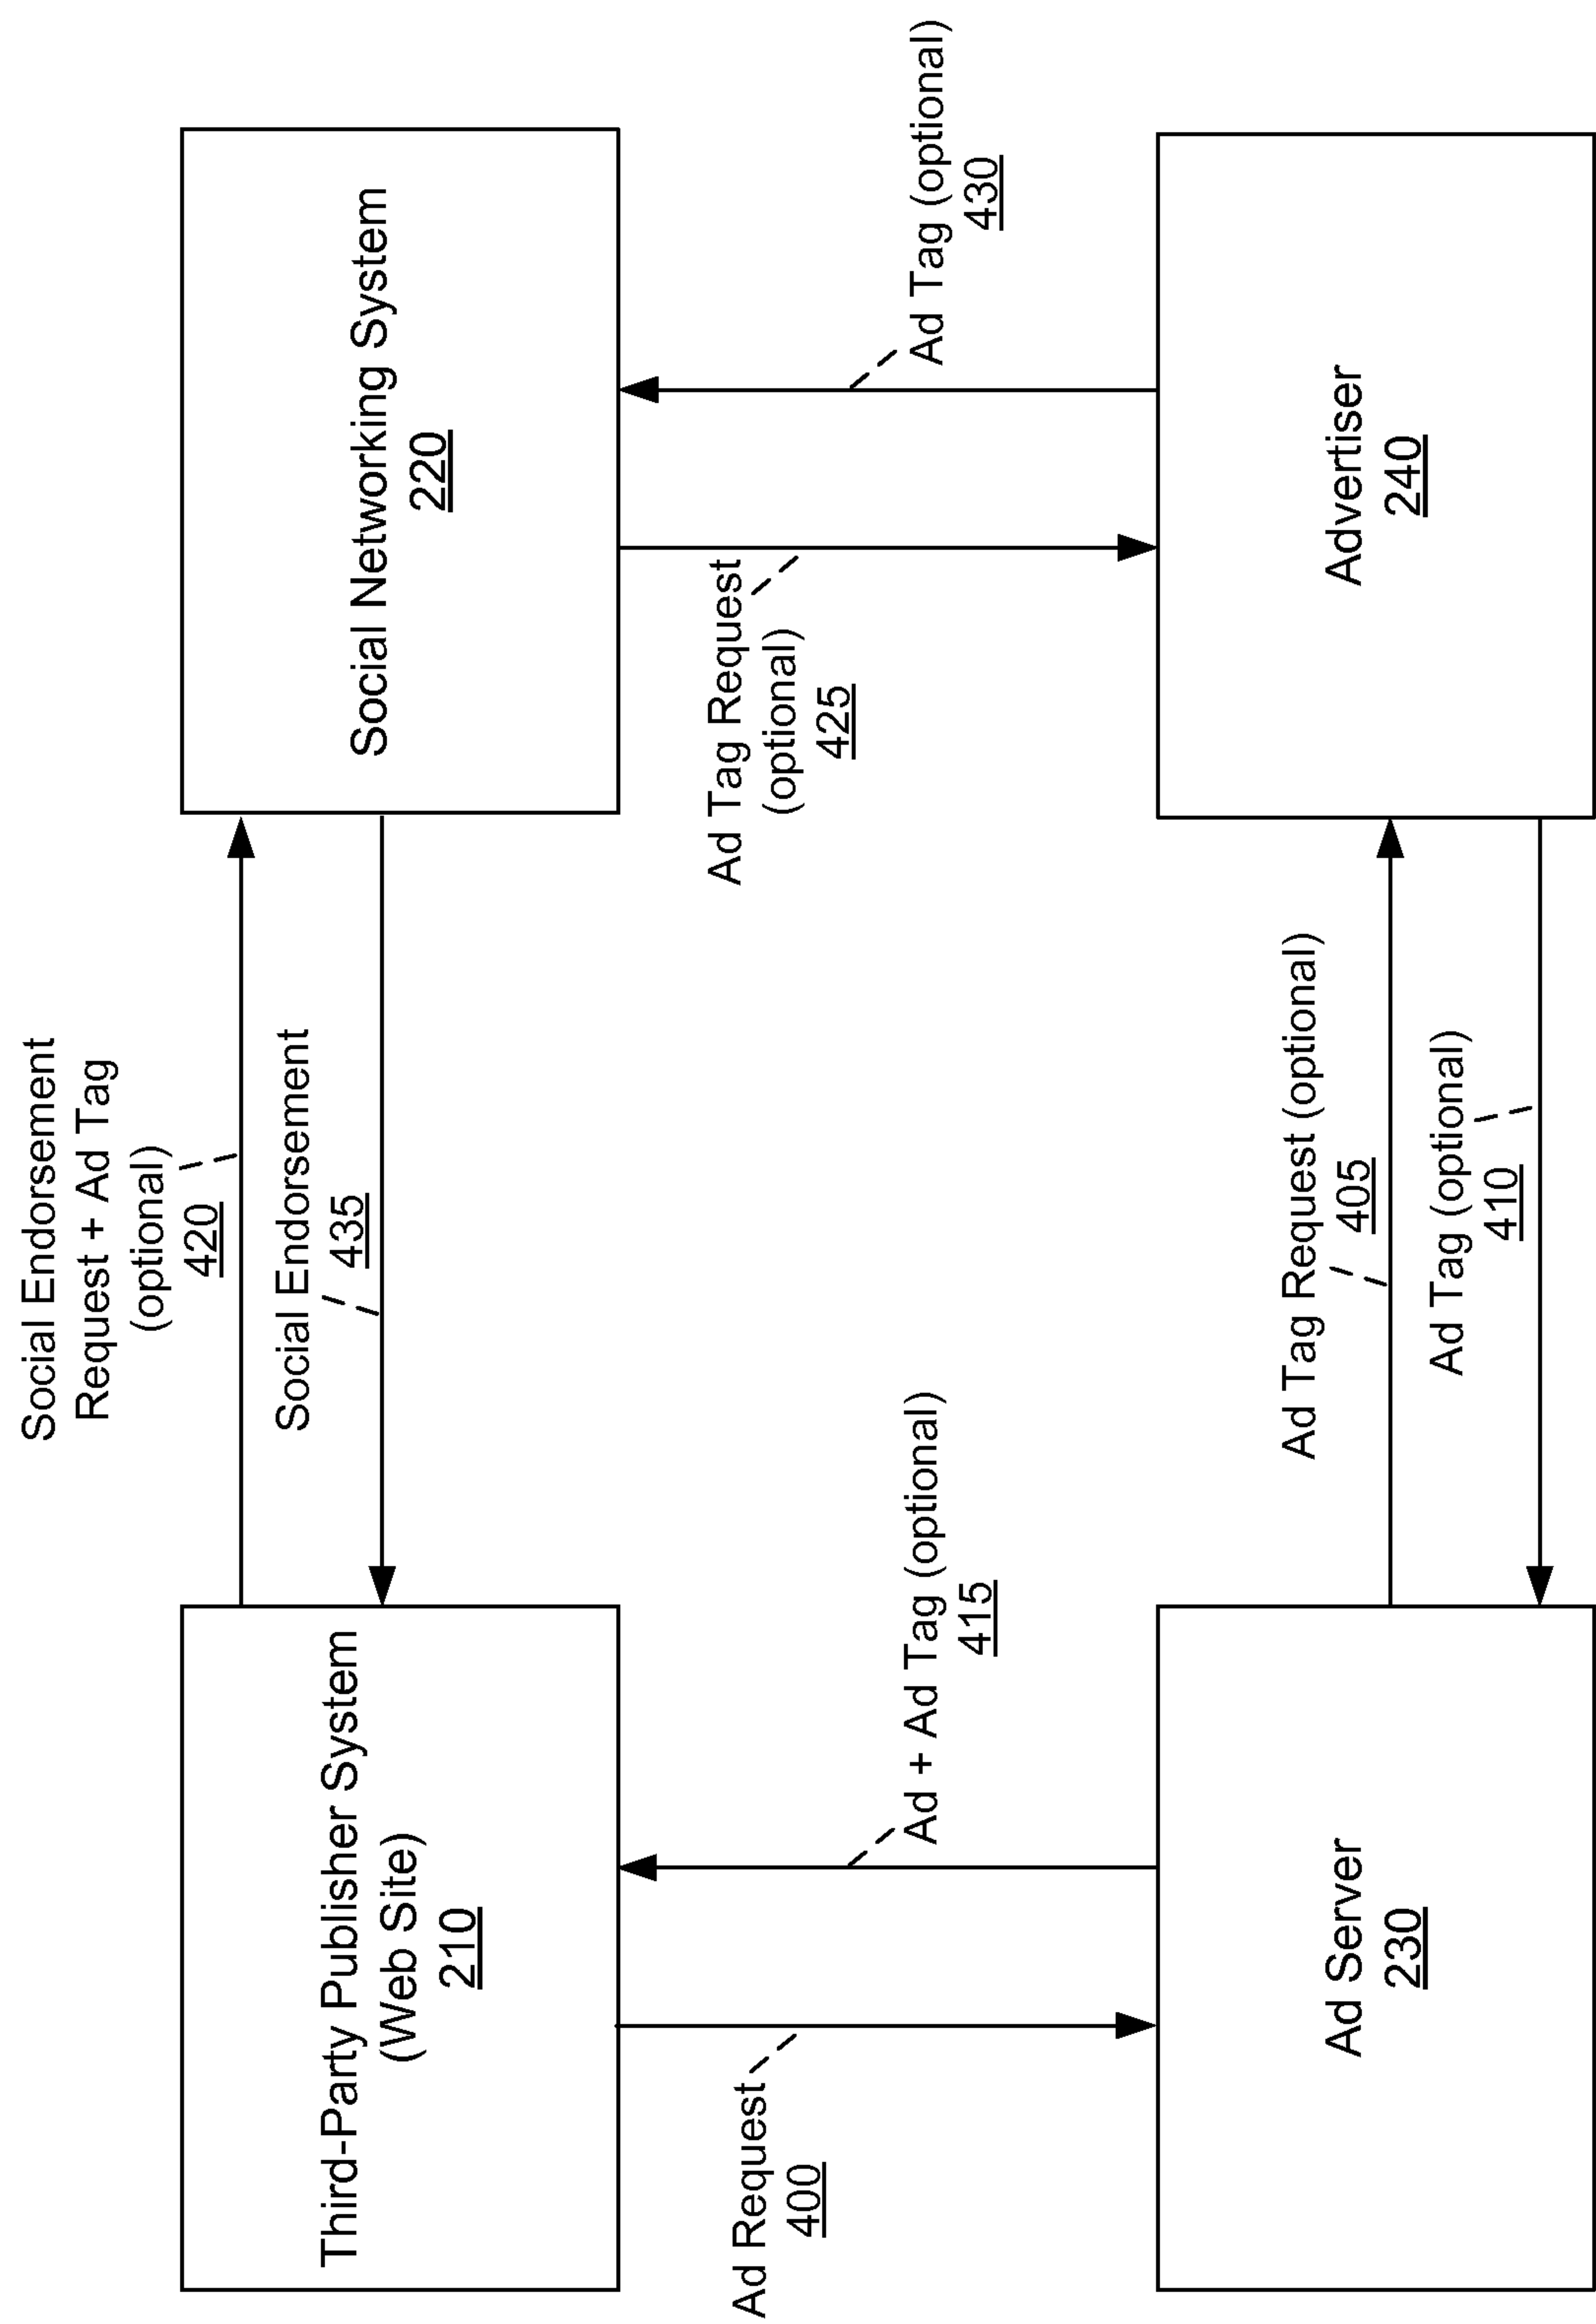 Social Endorsement
Request + Ad Tag
(optional)
420
Social Endorsement
435
Third-Party Publisher System
(Web Site)
210
Social Networking System
220
Ad Request
400
Ad + Ad Tag (optional)
415
Ad Tag Request
(optional)
425
Ad Tag (optional)
430
Ad Tag Request (optional)
405
Ad Tag (optional)
410
Ad Server
230
Advertiser
240